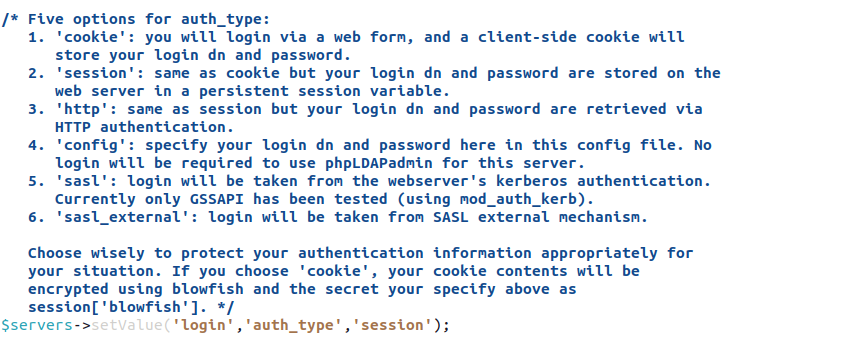 /* Five options for auth_type:
1. 'cookie': you will login via a web form, and a client-side cookie will
store your login dn and password.
2. 'session': same as cookie but your login dn and password are stored on the
web server in a persistent session variable.
3. 'http': same as session but your login dn and password are retrieved via
HTTP authentication.
4. 'config': specify your login dn and password here in this config file. No
login will be required to use phpLDAPadmin for this server.
5. 'sasl': login will be taken from the webserver's kerberos authentication.
Currently only GSSAPI has been tested (using mod_auth_kerb).
6. 'sasl_external': login will be taken from SASL external mechanism.
Choose wisely to protect your authentication information appropriately for
your situation. If you choose 'cookie', your cookie contents will be
encrypted using blowfish and the secret your specify above as
session['blowfish']. */
$servers->setValue('login','auth_type','session');